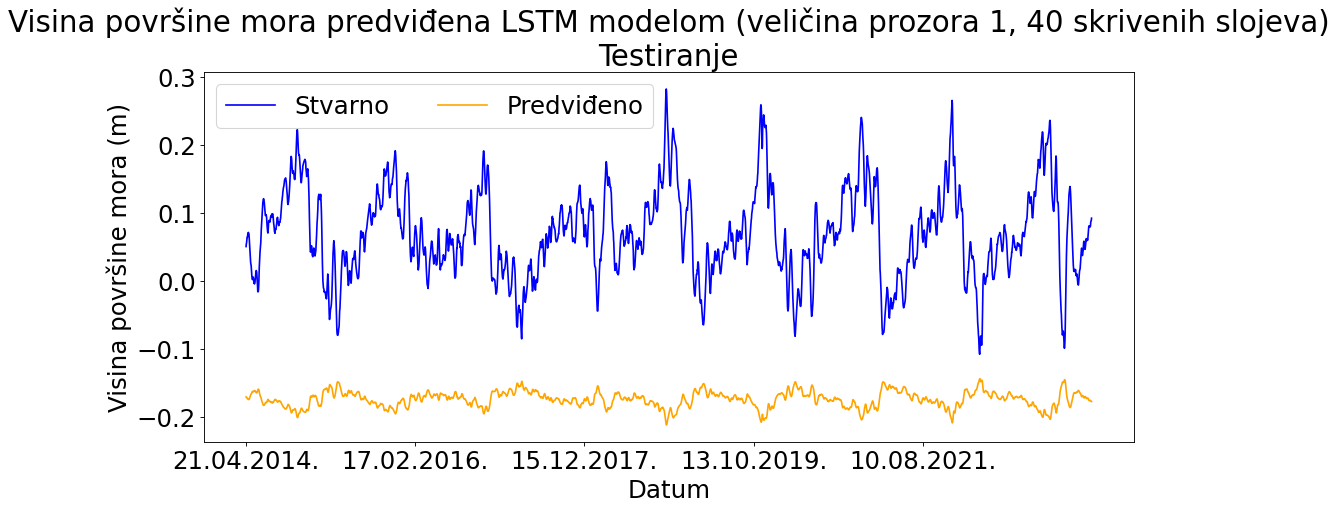 Visina površine mora predviđena LSTM modelom (veličina prozora 1, 40 skrivenih slojeva)
Testiranje
Stvarno
Predviđeno
Visina površine mora (m)
0.3
0.2
0.1
0.0
−0.1
−0.2
21.04.2014.
17.02.2016.
15.12.2017.
13.10.2019.
10.08.2021.
Datum